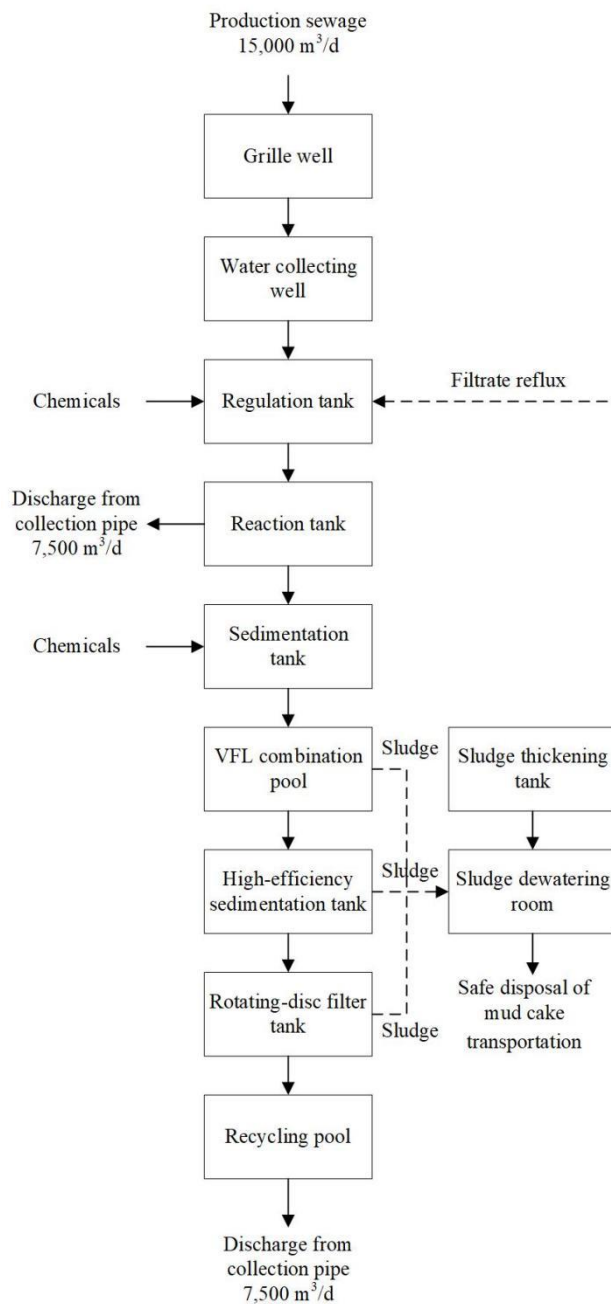 Production sewage
15,000 m³/d
Grille well
Water collecting
well
Chemicals
Regulation tank
Filtrate reflux
Discharge from
collection pipe
7,500 m³/d
Reaction tank
Chemicals
Sedimentation
tank
VFL combination
pool
Sludge
Sludge thickening
tank
High-efficiency
sedimentation tank
Sludge
Sludge dewatering
room
Rotating-disc filter
tank
Sludge
Safe disposal of
mud cake
transportation
Recycling pool
Discharge from
collection pipe
7,500 m³/d